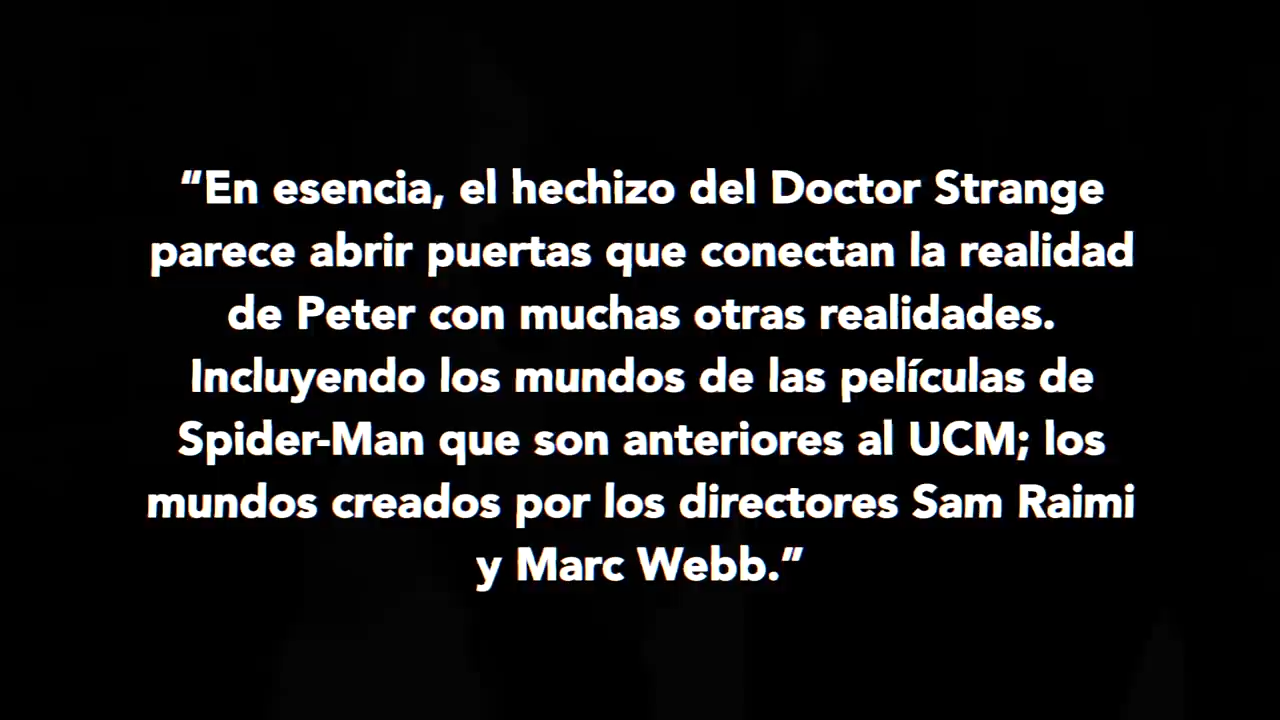 “En esencia, el hechizo del Doctor Strange
parece abrir puertas que conectan la realidad
de Peter con muchas otras realidades.
Incluyendo los mundos de las películas de
Spider-Man que son anteriores al UCM; los
mundos creados por los directores Sam Raimi
y Marc Webb.”